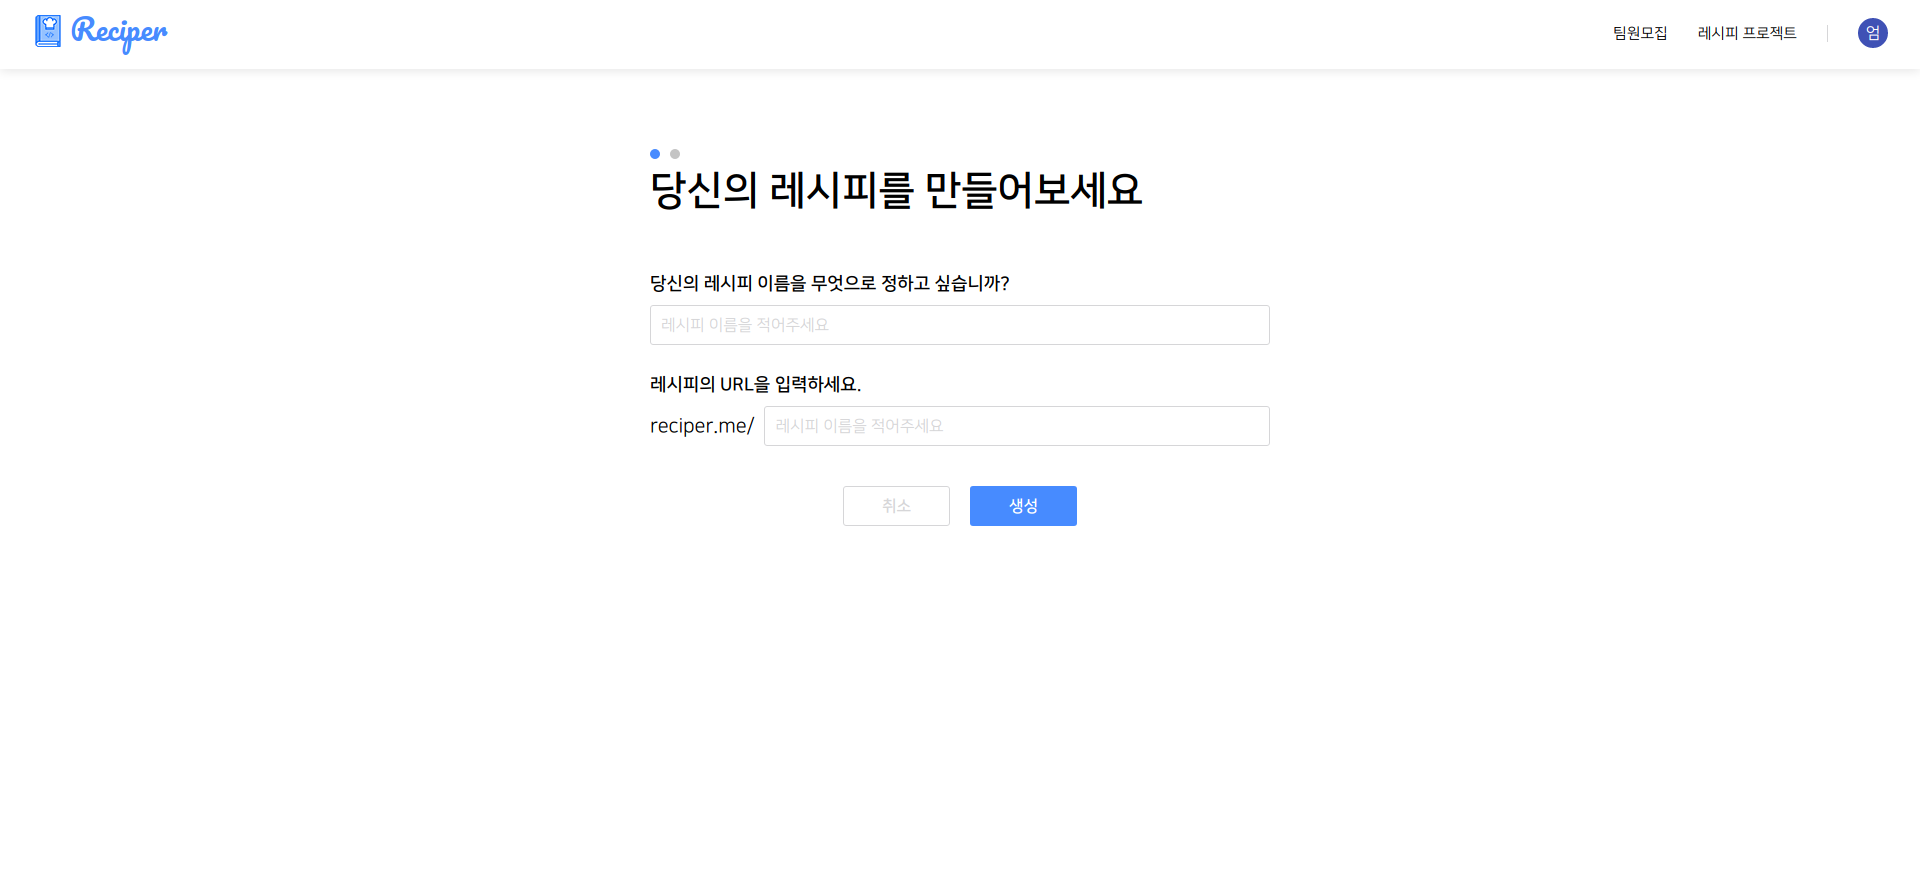 Reciper
팀원모집
레시피 프로젝트
엄
당신의 레시피를 만들어보세요
당신의 레시피 이름을 무엇으로 정하고 싶습니까?
레시피 이름을 적어주세요
레시피의 URL을 입력하세요.
reciper.me/
레시피 이름을 적어주세요
취소
생성